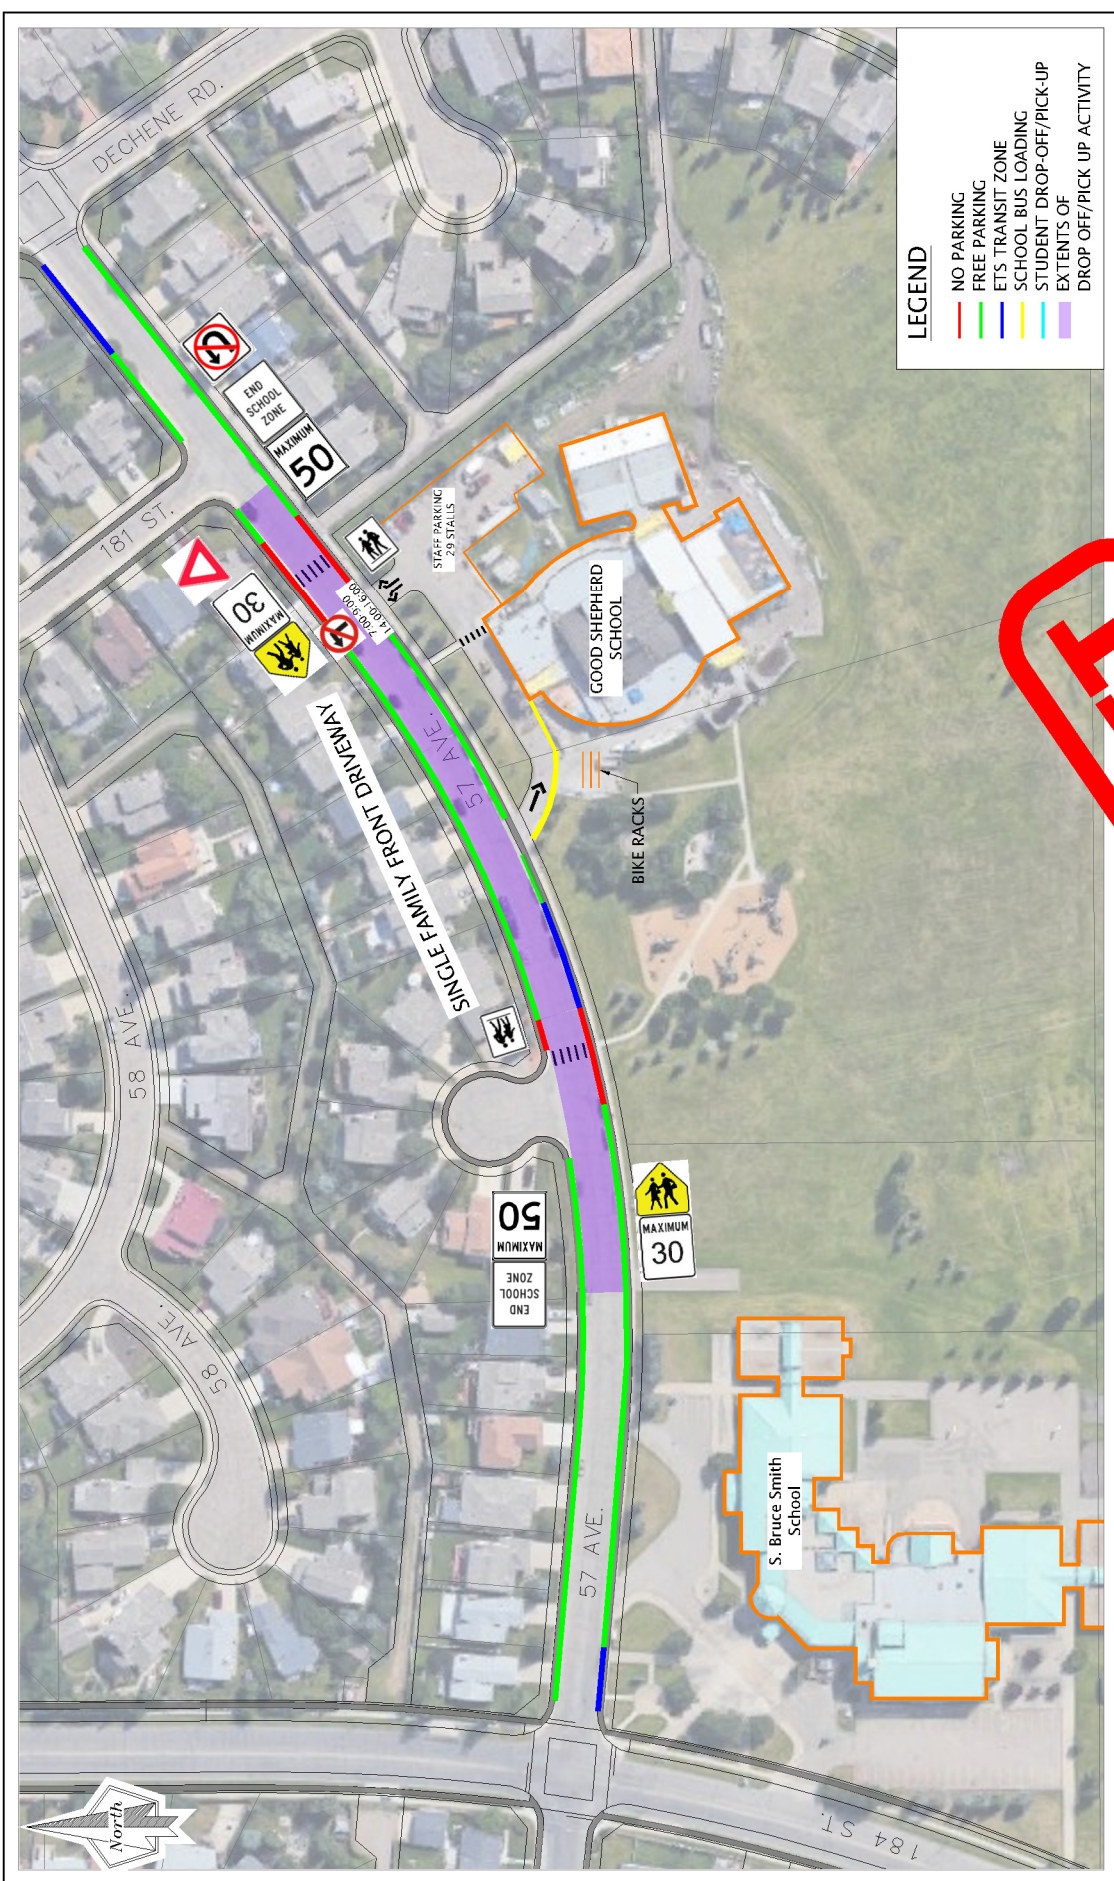 DECHENE RD.
181 ST.
END
SCHOOL
ZONE
MAXIMUM
50
MAXIMUM
30
7:00-9:00
14:00-16:00
STAFF PARKING
29 STALLS
GOOD SHEPHERD
SCHOOL
SINGLE FAMILY FRONT DRIVEWAY
57 AVE.
BIKE RACKS
58 AVE.
58 AVE.
MAXIMUM
50
END
SCHOOL
ZONE
MAXIMUM
30
57 AVE.
S. Bruce Smith
School
184 ST.
North
LEGEND
NO PARKING
FREE PARKING
ETS TRANSIT ZONE
SCHOOL BUS LOADING
STUDENT DROP-OFF/PICK-UP
EXTENTS OF
DROP OFF/PICK UP ACTIVITY